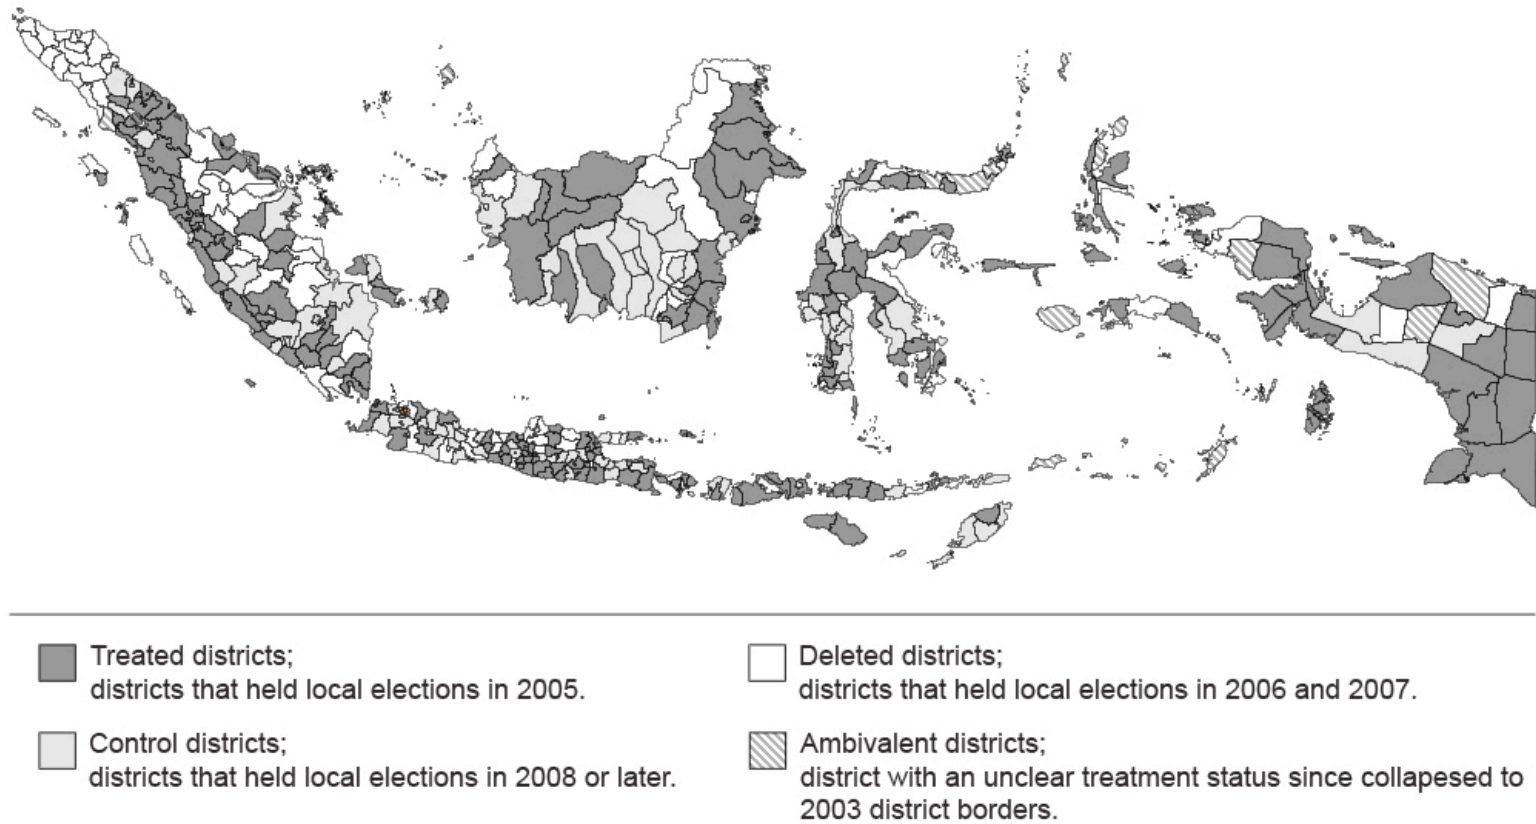 Treated districts;
districts that held local elections in 2005.
Control districts;
districts that held local elections in 2008 or later.
Deleted districts;
districts that held local elections in 2006 and 2007.
Ambivalent districts;
district with an unclear treatment status since collapesed to
2003 district borders.